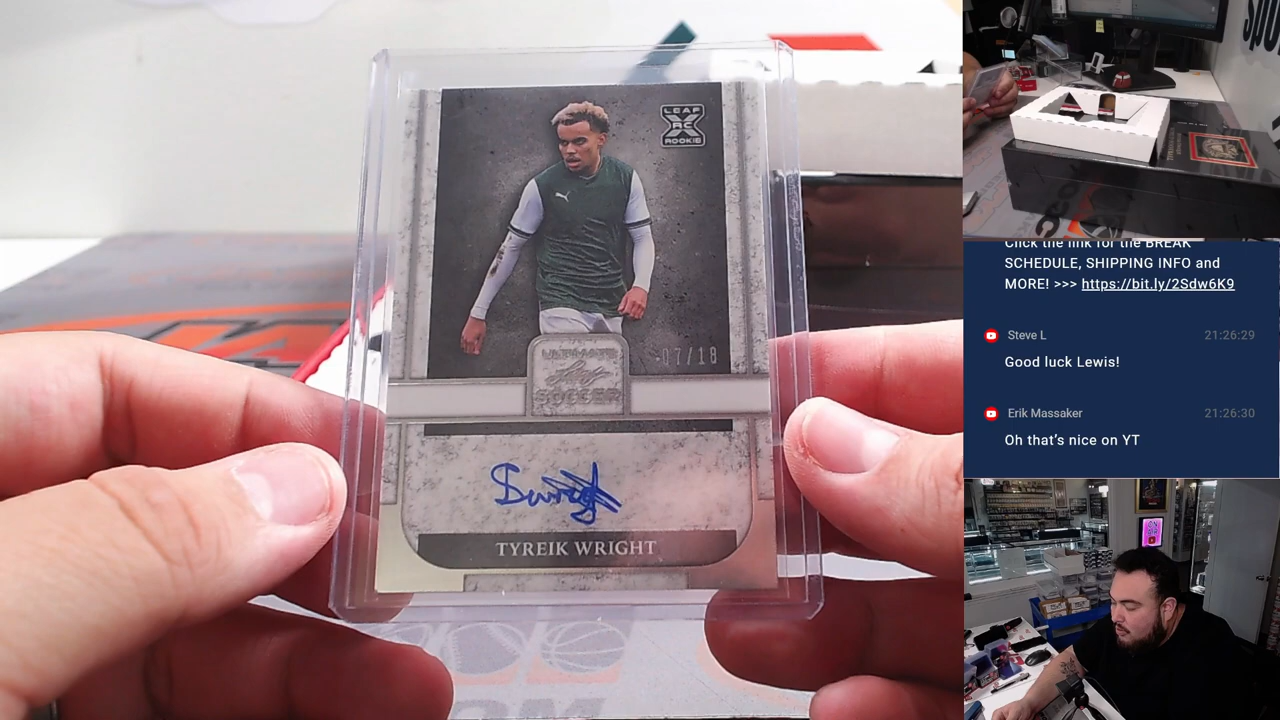 LEAF
RC
ROOKIE
07/18
ULTIMATE
Leaf
SOCCER
TYREIK WRIGHT
Click the link for the BREAK
SCHEDULE, SHIPPING INFO and
MORE! >>> https://bit.ly/2Sdw6K9
Steve L 21:26:29
Good luck Lewis!
Erik Massaker 21:26:30
Oh that's nice on YT